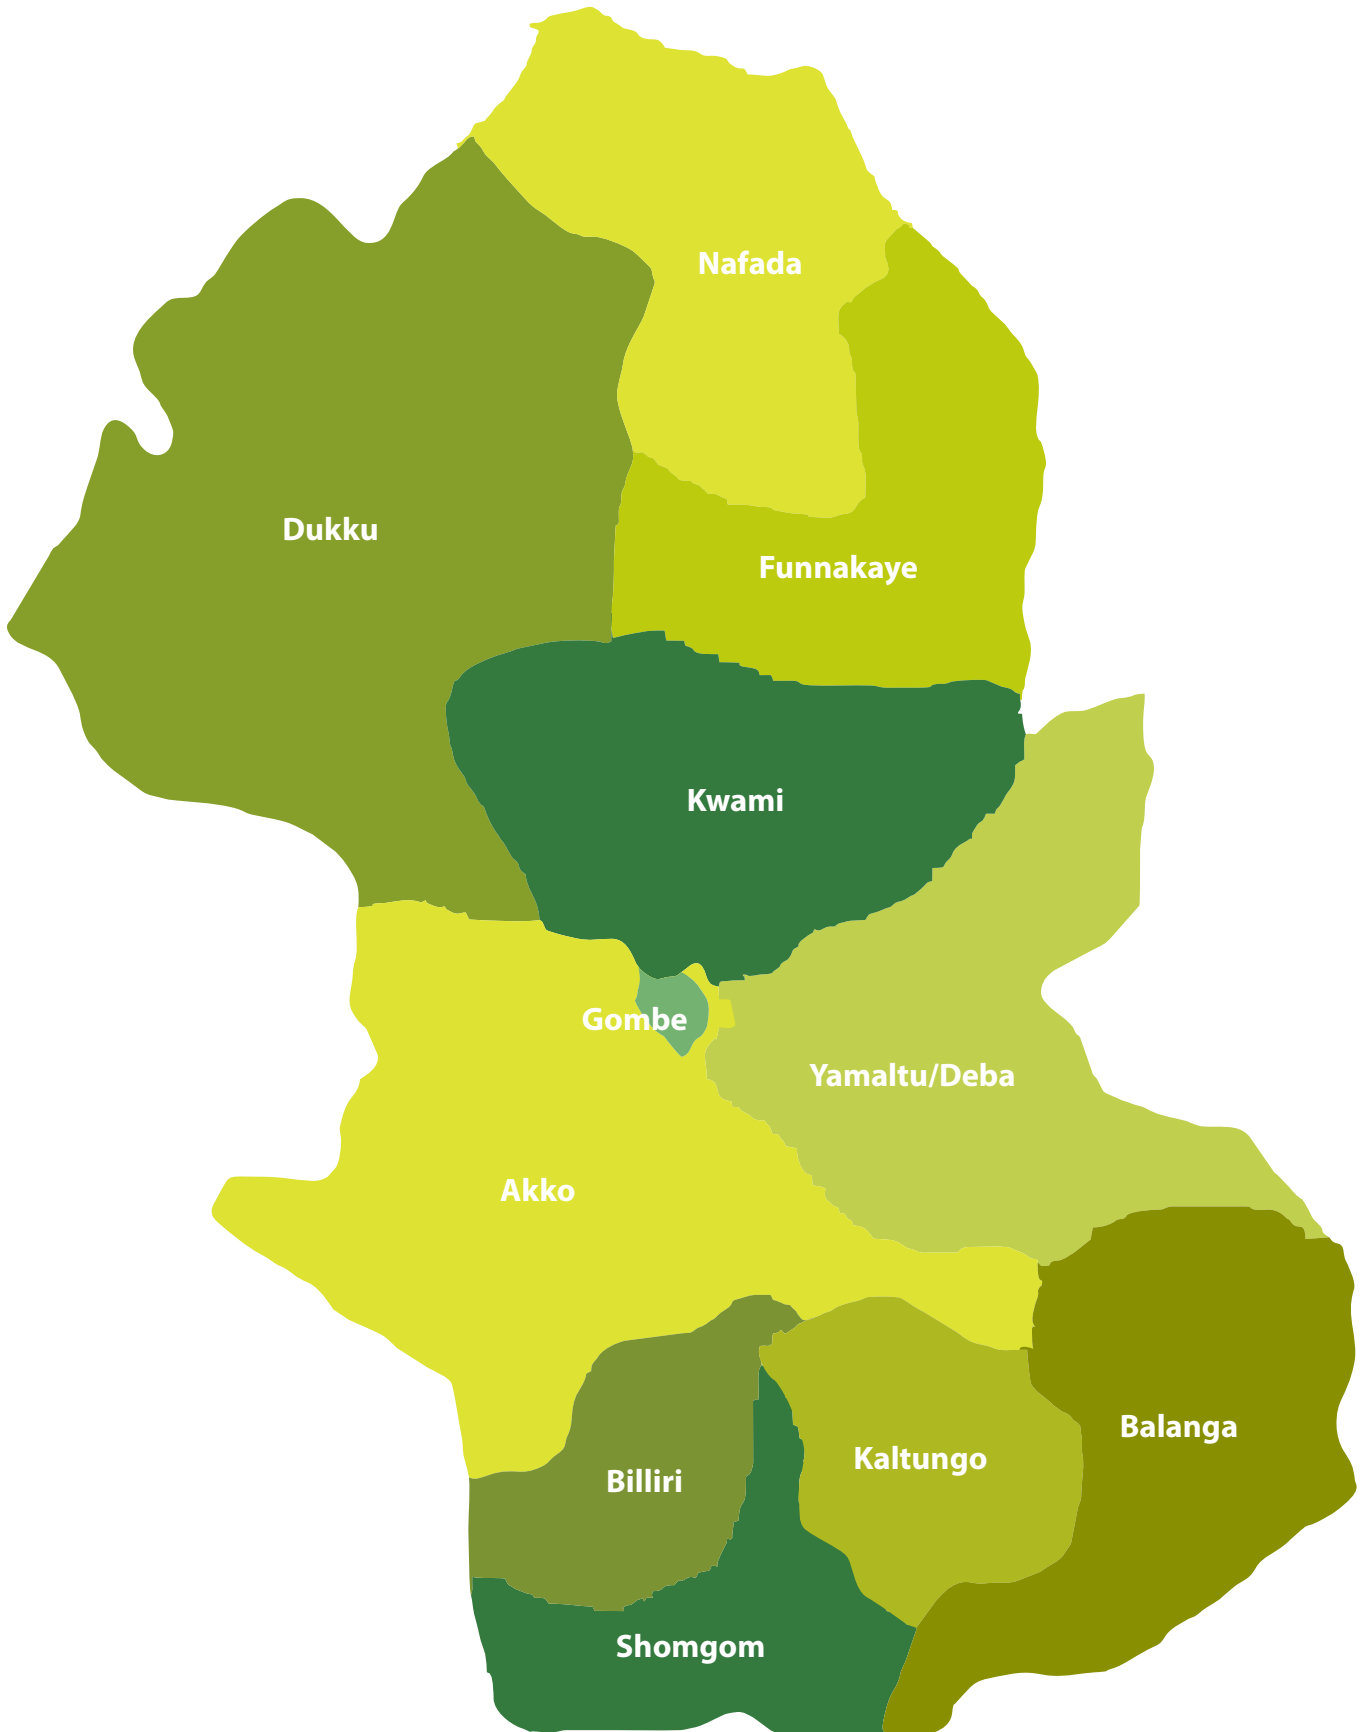 Nafada
Dukku
Funnakaye
Kwami
Gombe
Yamaltu/Deba
Akko
Balanga
Kaltungo
Billiri
Shomgom